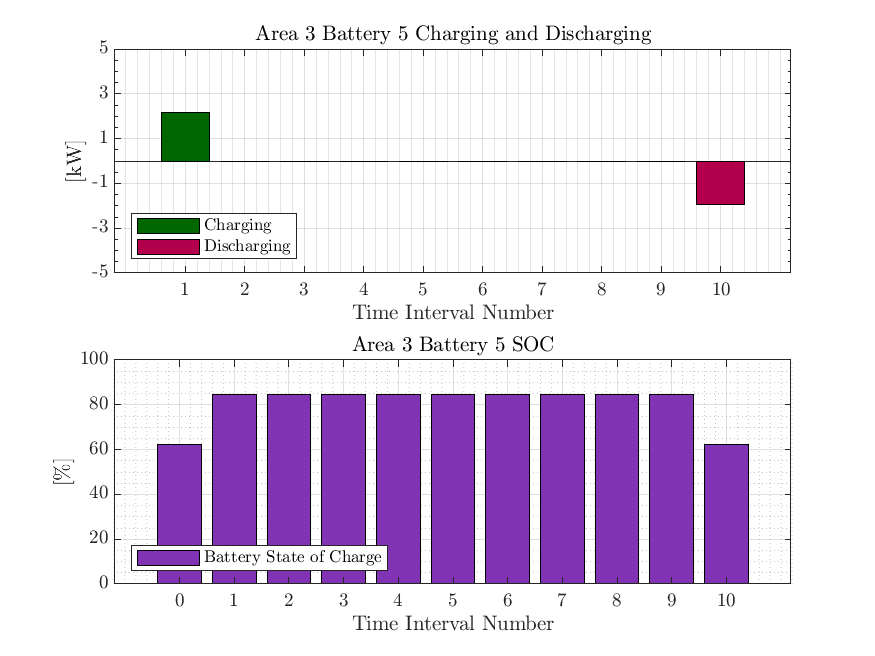 Area 3 Battery 5 Charging and Discharging
5
3
1
-1
-3
-5
[kW]
Charging
Discharging
1 2 3 4 5 6 7 8 9 10
Time Interval Number
Area 3 Battery 5 SOC
100
80
60
40
20
0
[%]
Battery State of Charge
0 1 2 3 4 5 6 7 8 9 10
Time Interval Number